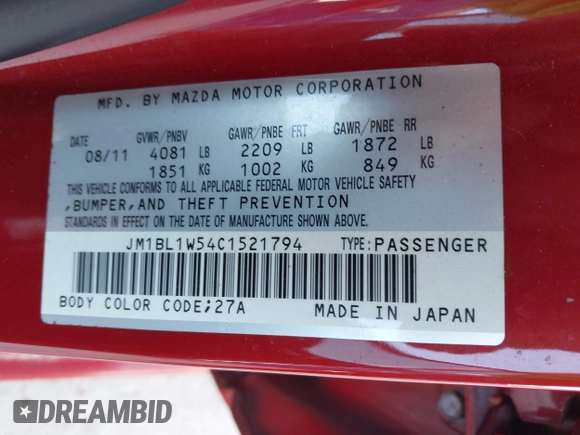 MFD. BY MAZDA MOTOR CORPORATION
DATE GVWR/PNBV GAWR/PNBE FRT GAWR/PNBE RR
08/11 4081 LB 2209 LB 1872 LB
1851 KG 1002 KG 849 KG
THIS VEHICLE CONFORMS TO ALL APPLICABLE FEDERAL MOTOR VEHICLE SAFETY
,BUMPER,AND THEFT PREVENTION
STANDARDS IN EFFECT ON THE DATE OF MANUFACTURE SHOWN ABOVE.
JM1BL1W54C1521794 TYPE:PASSENGER
BODY COLOR CODE;27A MADE IN JAPAN
DREAMBID